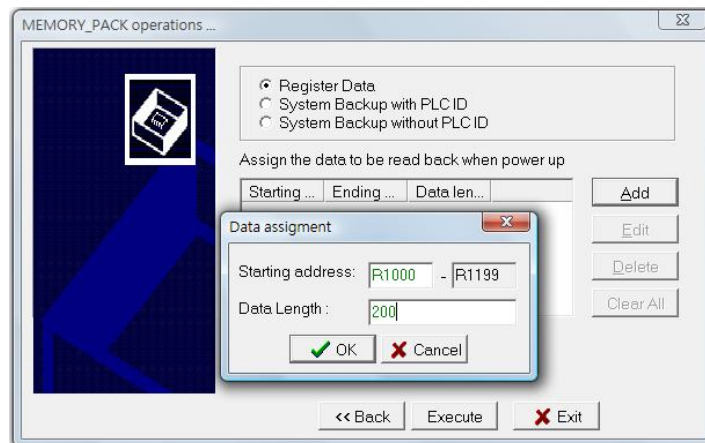 MEMORY_PACK operations ...
Register Data
System Backup with PLC ID
System Backup without PLC ID
Assign the data to be read back when power up
Starting ... Ending ... Data len...
Add
Edit
Delete
Clear All
Data assigment
Starting address: R1000 - R1199
Data Length : 200
OK Cancel
<< Back Execute Exit